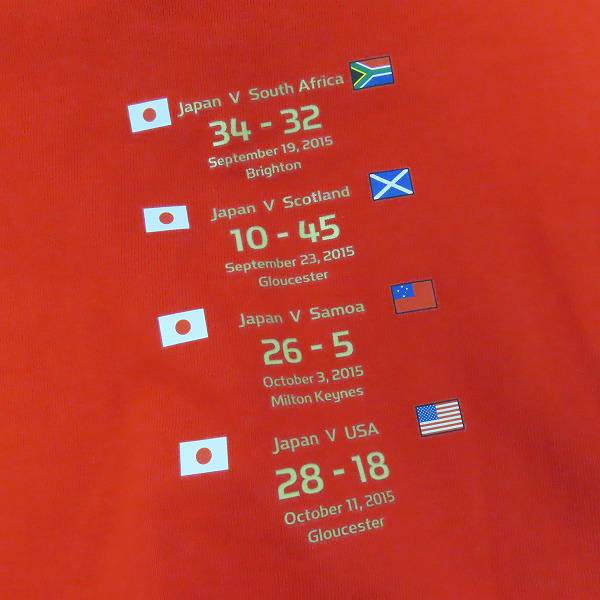 Japan V South Africa
34 - 32
September 19, 2015
Brighton
Japan V Scotland
10 - 45
September 23, 2015
Gloucester
Japan V Samoa
26 - 5
October 3, 2015
Milton Keynes
Japan V USA
28 - 18
October 11, 2015
Gloucester